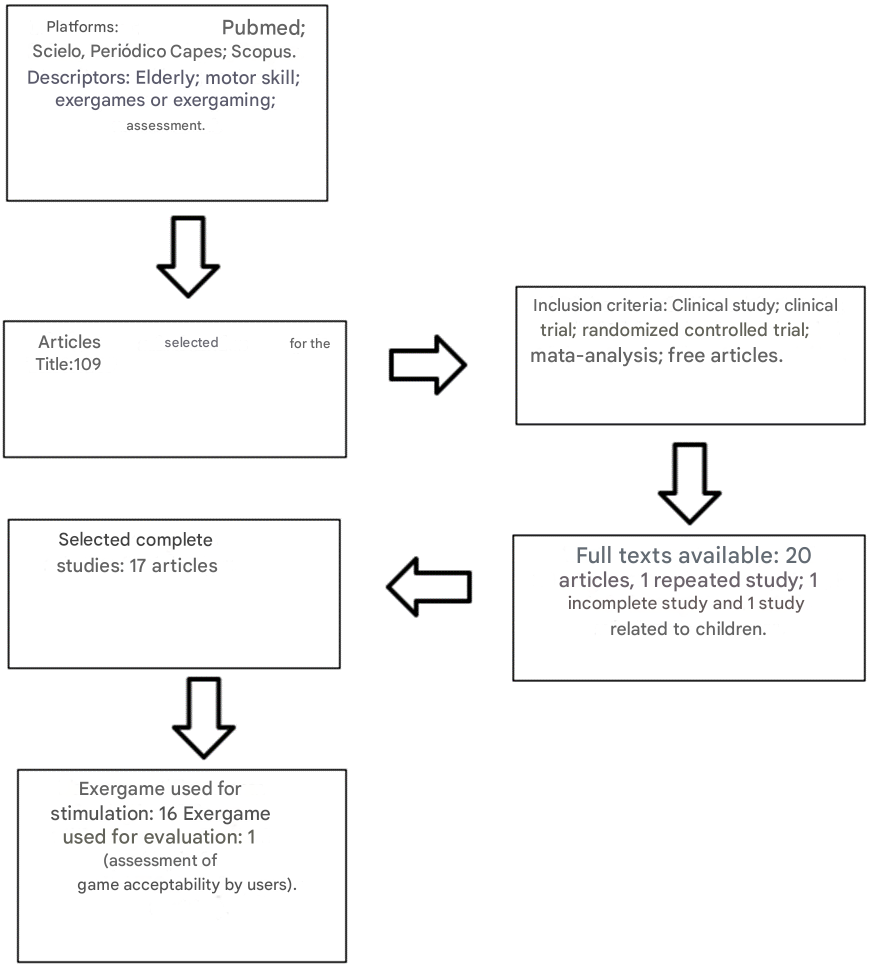 Platforms: Pubmed;
Scielo, Periódico Capes; Scopus.
Descriptors: Elderly; motor skill;
exergames or exergaming;
assessment.
Articles selected for the
Title:109
Inclusion criteria: Clinical study; clinical
trial; randomized controlled trial;
mata-analysis; free articles.
Full texts available: 20
articles, 1 repeated study; 1
incomplete study and 1 study
related to children.
Selected complete
studies: 17 articles
Exergame used for
stimulation: 16 Exergame
used for evaluation: 1
(assessment of
game acceptability by users).